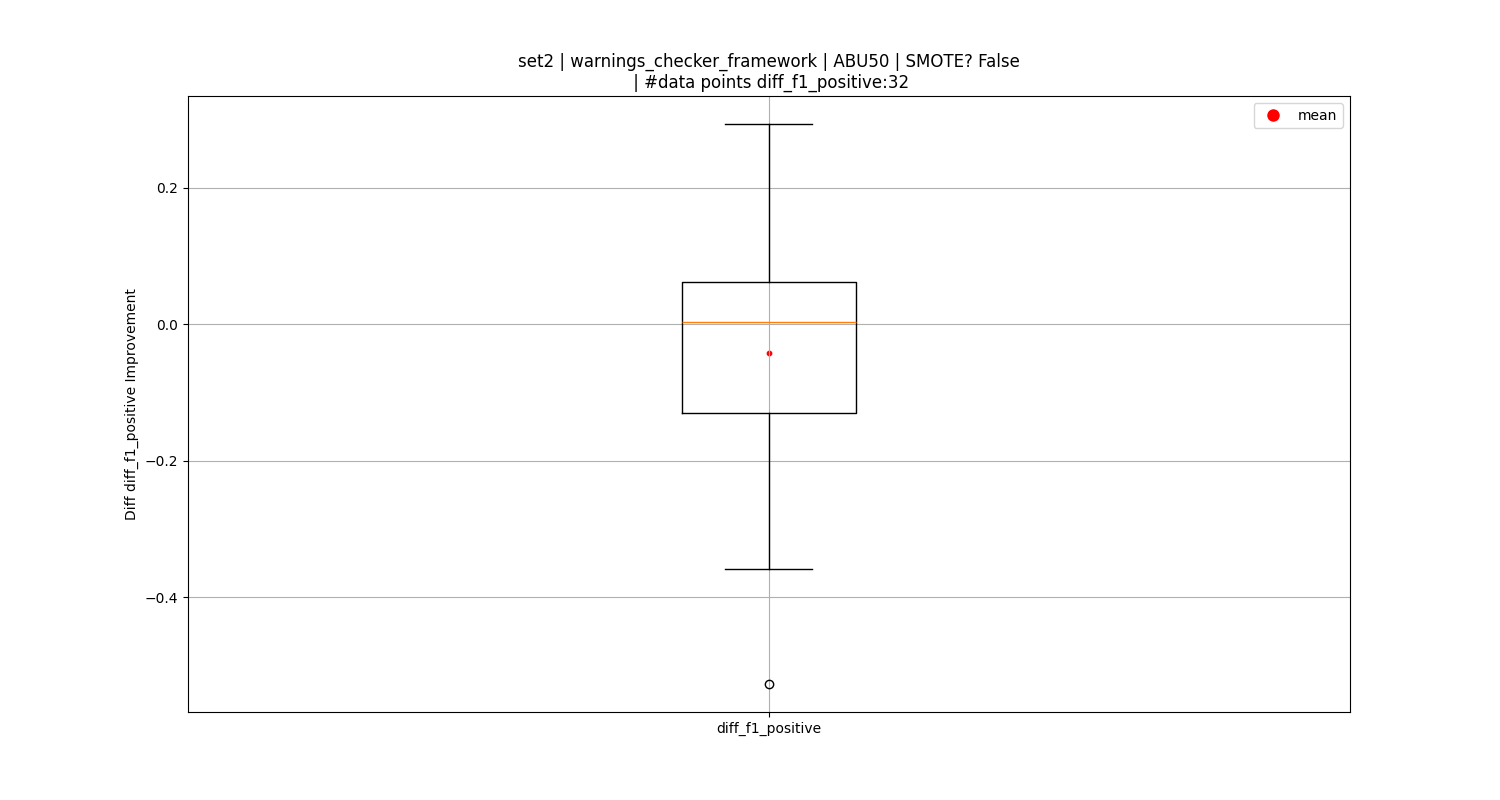 set2 | warnings_checker_framework | ABU50 | SMOTE? False
| #data points diff_f1_positive:32
mean
0.2
0.0
−0.2
−0.4
Diff diff_f1_positive Improvement
diff_f1_positive